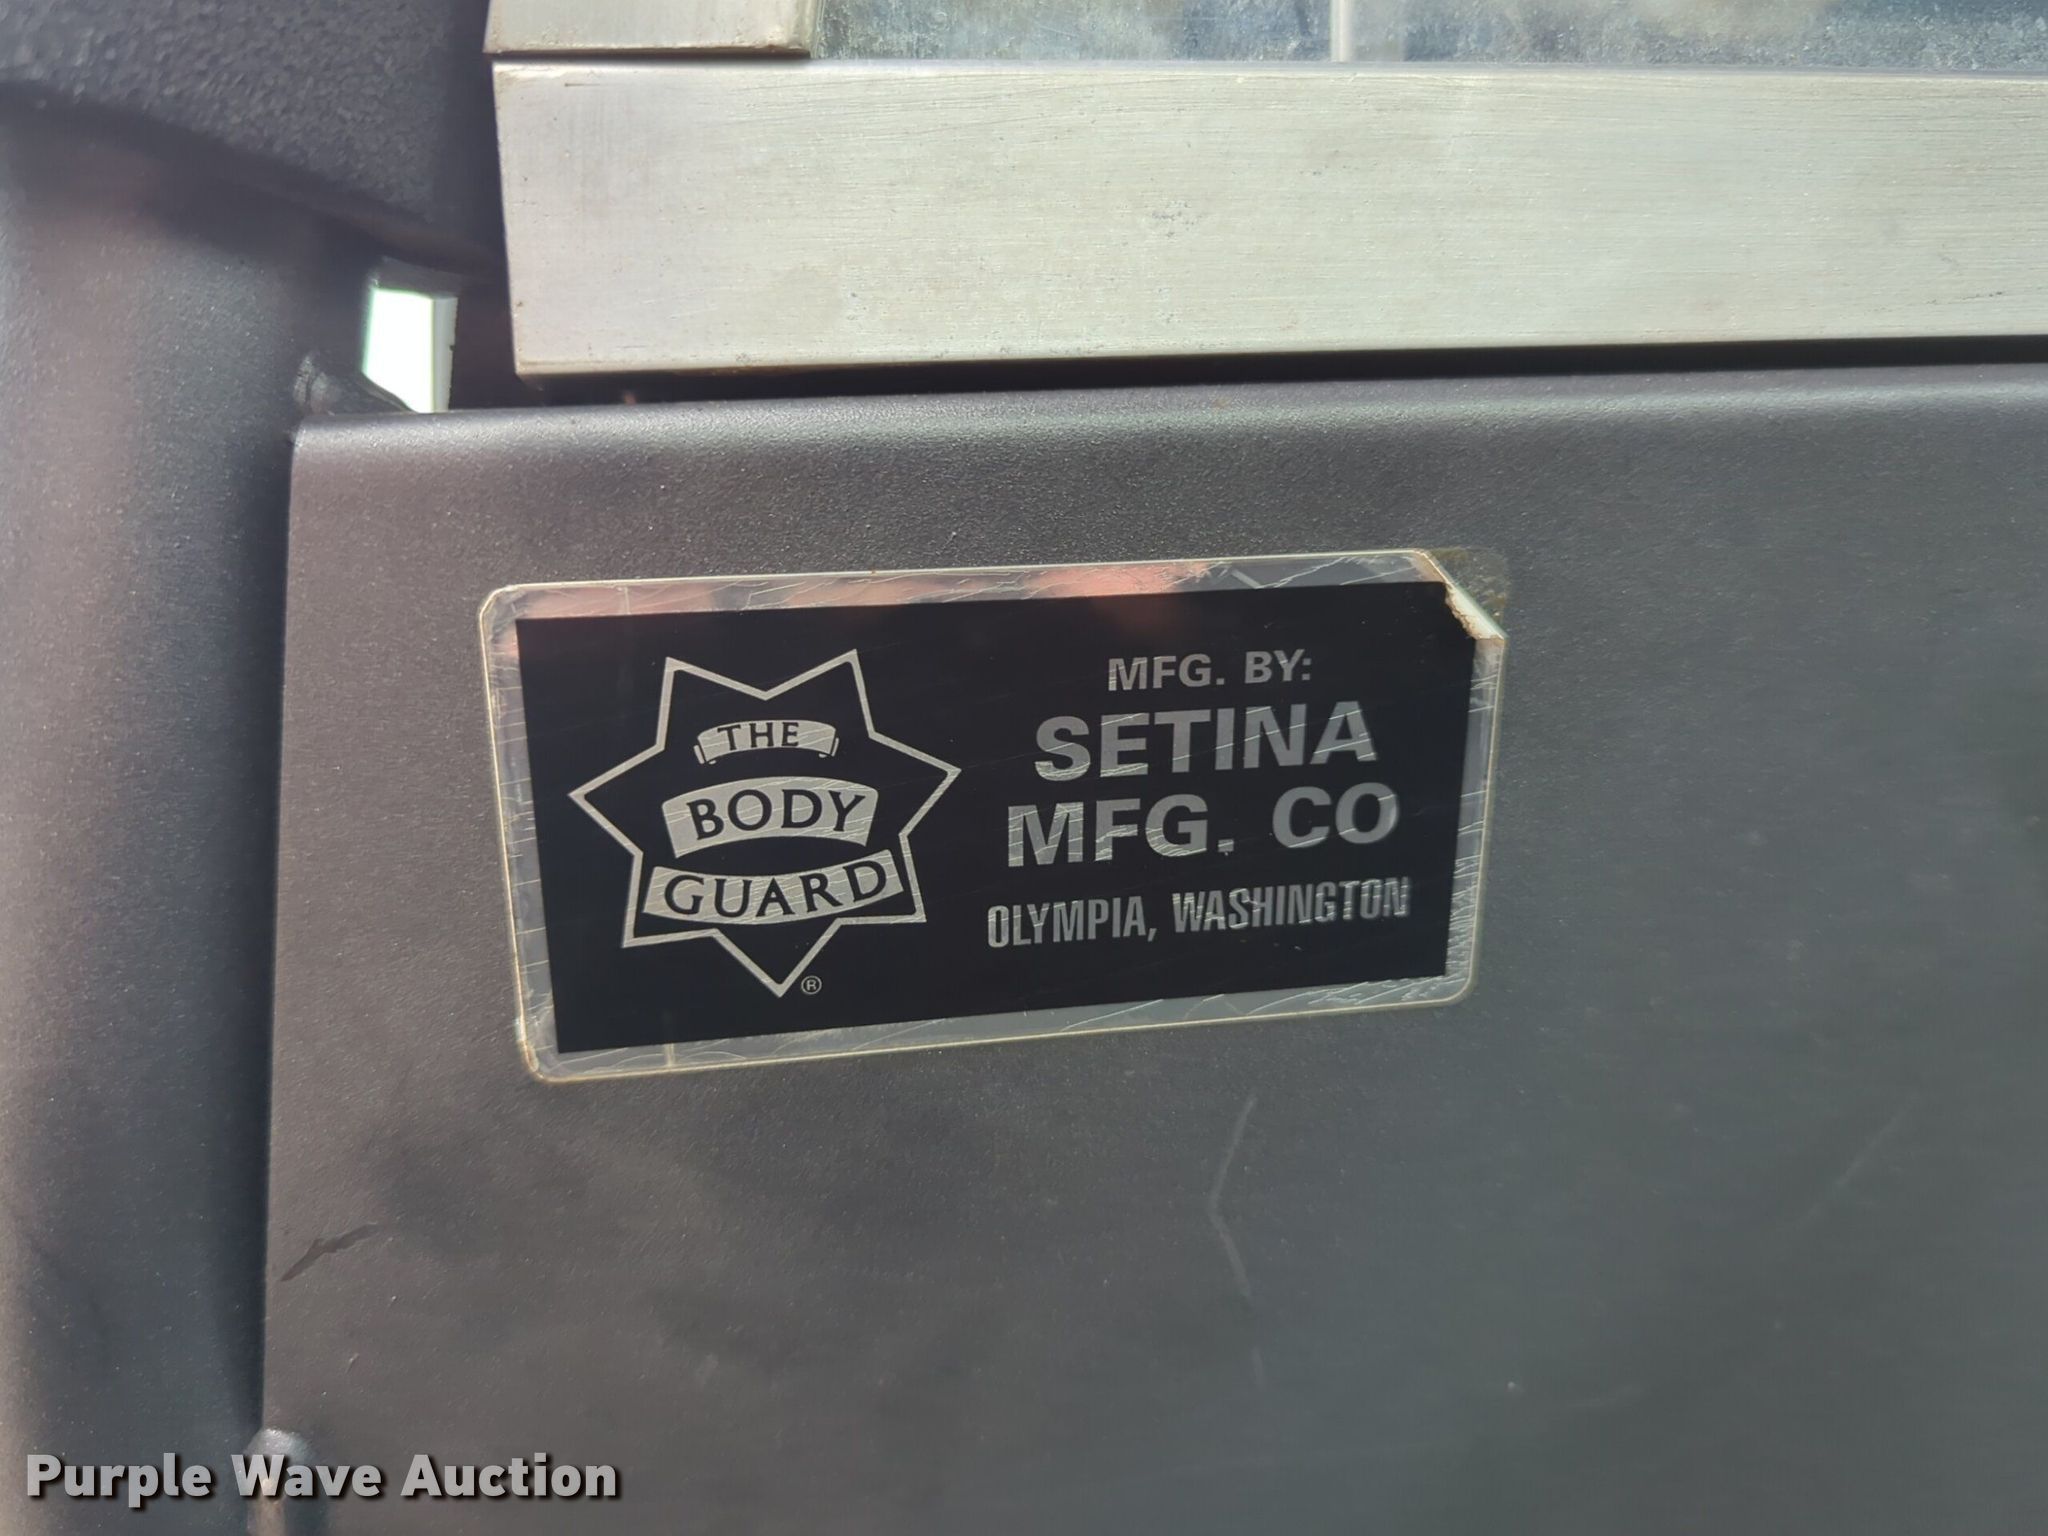 THE
BODY
GUARD
®
MFG. BY:
SETINA
MFG. CO
OLYMPIA, WASHINGTON
Purple Wave Auction